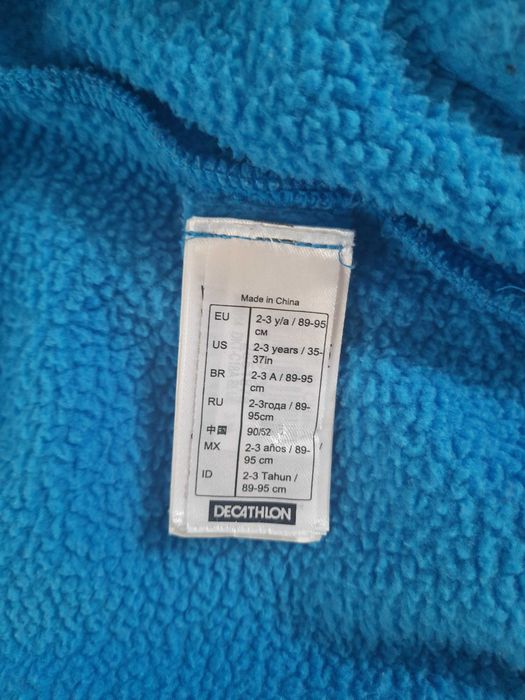 Made in China
EU 2-3 y/a / 89-95
см
US 2-3 years / 35-
37in
BR 2-3 A / 89-95
cm
RU 2-3года / 89-
95cm
中国 90/52
MX 2-3 años / 89-
95 cm
ID 2-3 Tahun /
89-95 cm
DECATHLON